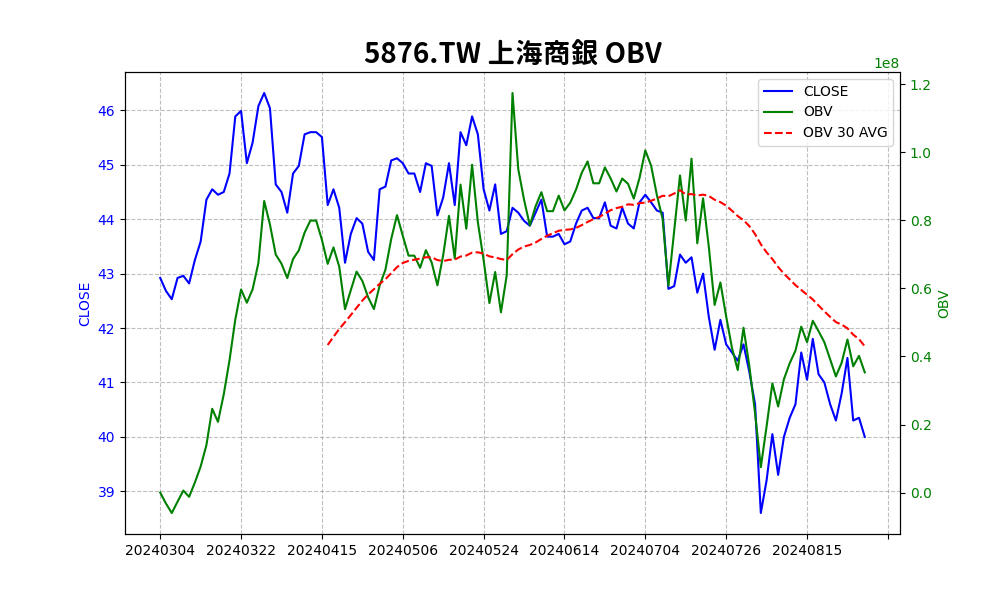 5876.TW 上海商銀 OBV
1e8
CLOSE
OBV
OBV 30 AVG
46
45
44
43
42
41
40
39
CLOSE
1.2
1.0
0.8
0.6
0.4
0.2
0.0
OBV
20240304 20240322 20240415 20240506 20240524 20240614 20240704 20240726 20240815